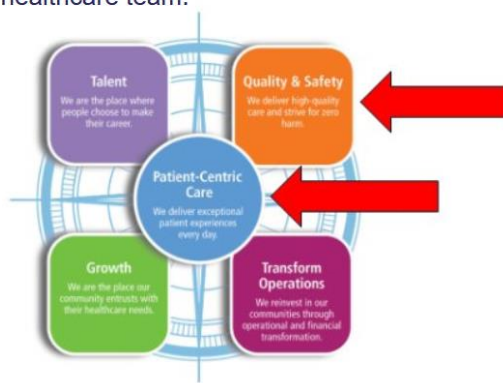 healthcare team.
Talent
We are the place where
people choose to make
their career.
Quality & Safety
We deliver high-quality
care and strive for zero
harm.
Patient-Centric
Care
We deliver exceptional
patient experiences
every day.
Growth
We are the place our
community entrusts with
their healthcare needs.
Transform
Operations
We reinvest in our
communities through
operational and financial
transformation.